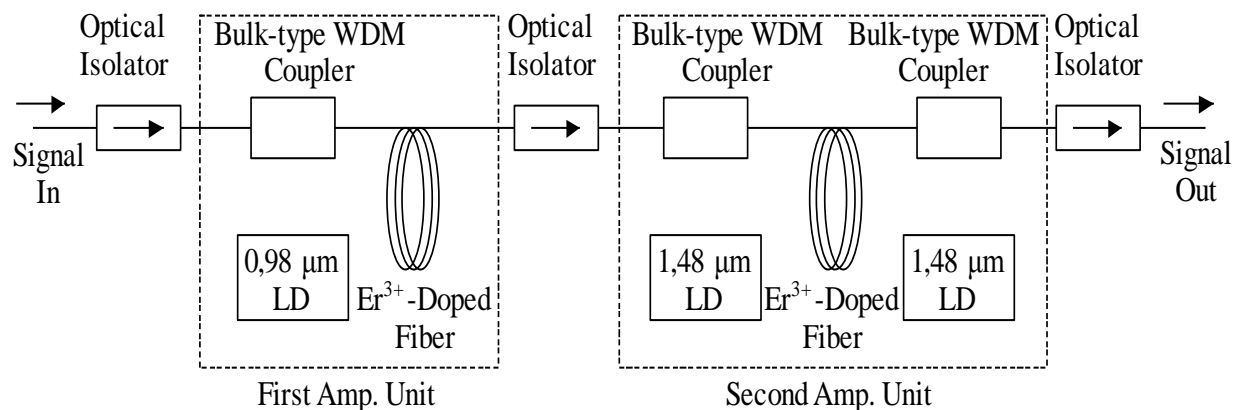 Optical
Isolator
Bulk-type WDM
Coupler
Optical
Isolator
Bulk-type WDM
Coupler
Bulk-type WDM
Coupler
Optical
Isolator
Signal
In
Signal
Out
0,98 μm
LD
Er³⁺-Doped
Fiber
1,48 μm
LD
Er³⁺-Doped
Fiber
1,48 μm
LD
First Amp. Unit
Second Amp. Unit